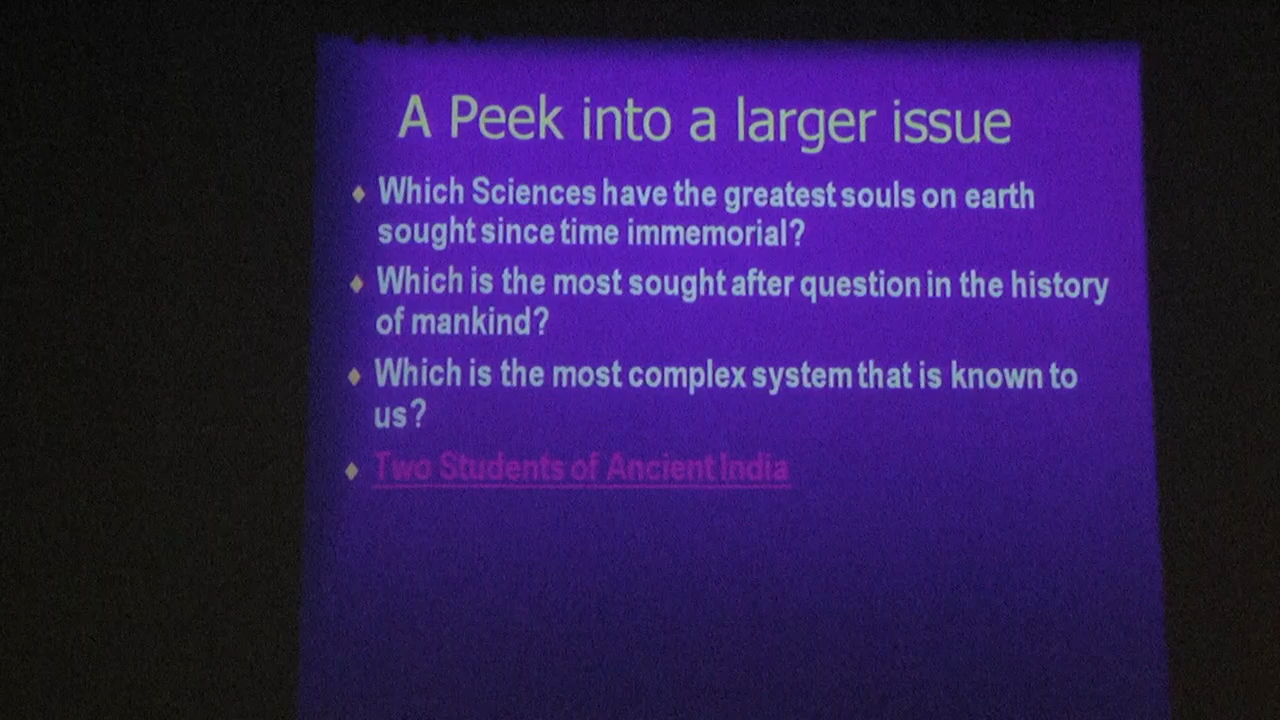 A Peek into a larger issue
Which Sciences have the greatest souls on earth
sought since time immemorial?
Which is the most sought after question in the history
of mankind?
Which is the most complex system that is known to
us?
Two Students of Ancient India